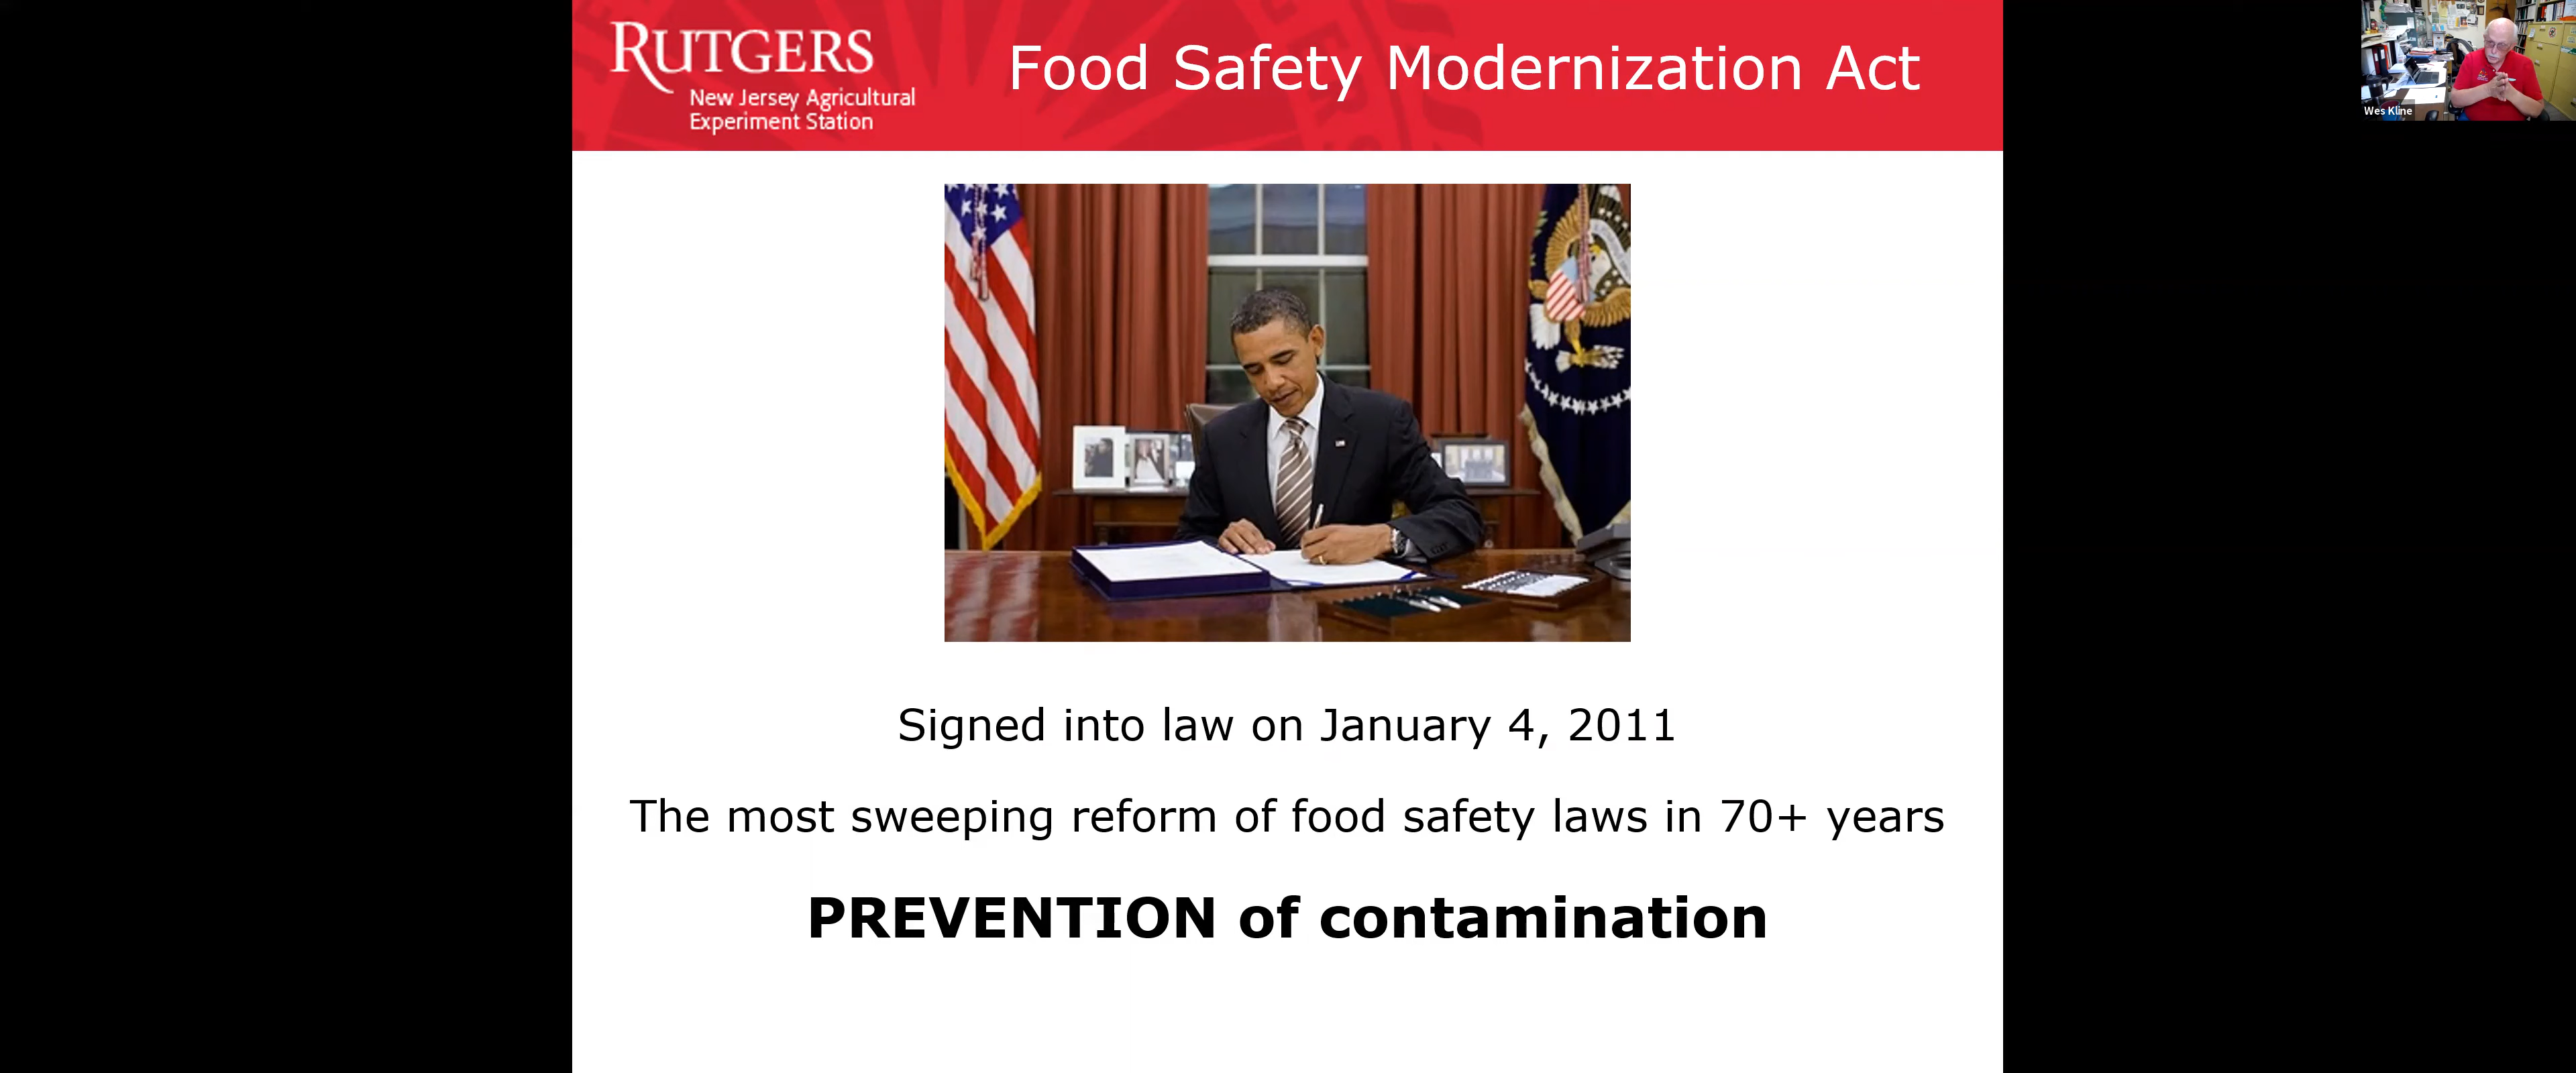 RUTGERS
New Jersey Agricultural
Experiment Station
Food Safety Modernization Act
Wes Kline
Signed into law on January 4, 2011
The most sweeping reform of food safety laws in 70+ years
PREVENTION of contamination